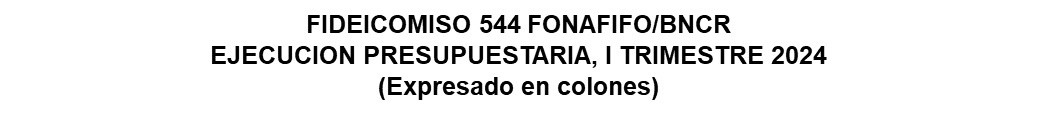 FIDEICOMISO 544 FONAFIFO/BNCR
EJECUCION PRESUPUESTARIA, I TRIMESTRE 2024
(Expresado en colones)